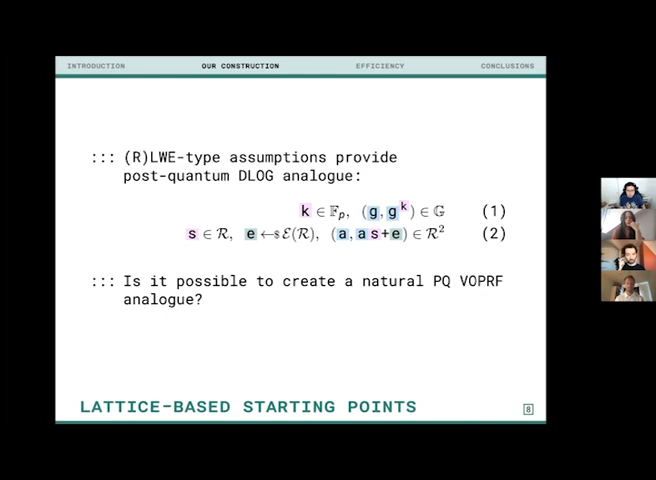 INTRODUCTION OUR CONSTRUCTION EFFICIENCY CONCLUSIONS
::: (R)LWE-type assumptions provide
post-quantum DLOG analogue:
k ∈ 𝔽ₚ, (g, gᵏ) ∈ 𝔾 (1)
s ∈ ℛ, e ←$ ℰ(ℛ), (a, as+e) ∈ ℛ² (2)
::: Is it possible to create a natural PQ VOPRF
analogue?
LATTICE-BASED STARTING POINTS 8